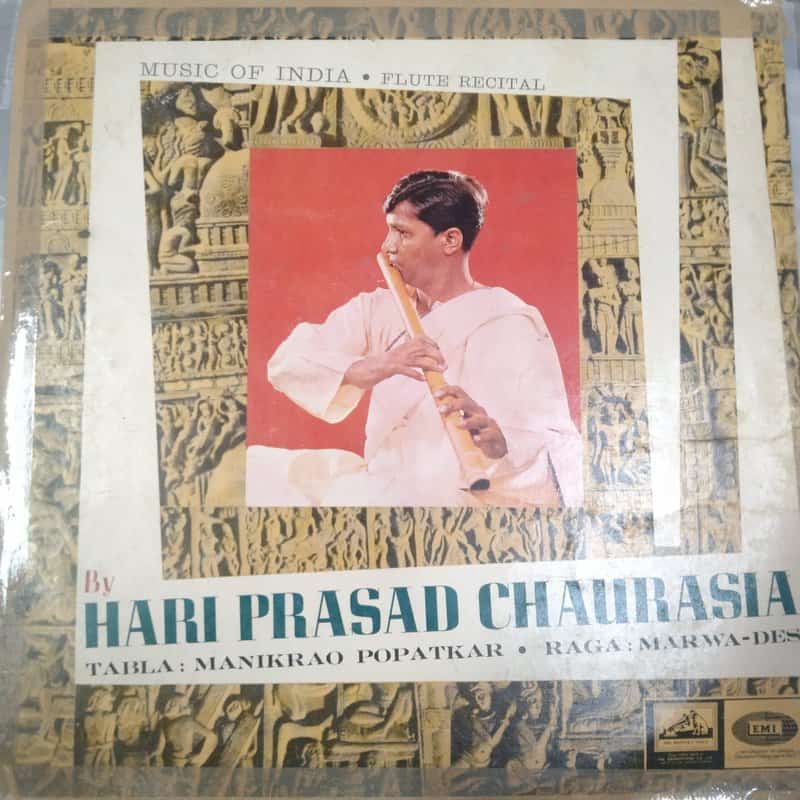 MUSIC OF INDIA • FLUTE RECITAL
By
HARI PRASAD CHAURASIA
TABLA: MANIKRAO POPATKAR • RAGA: MARWA-DES
EMI